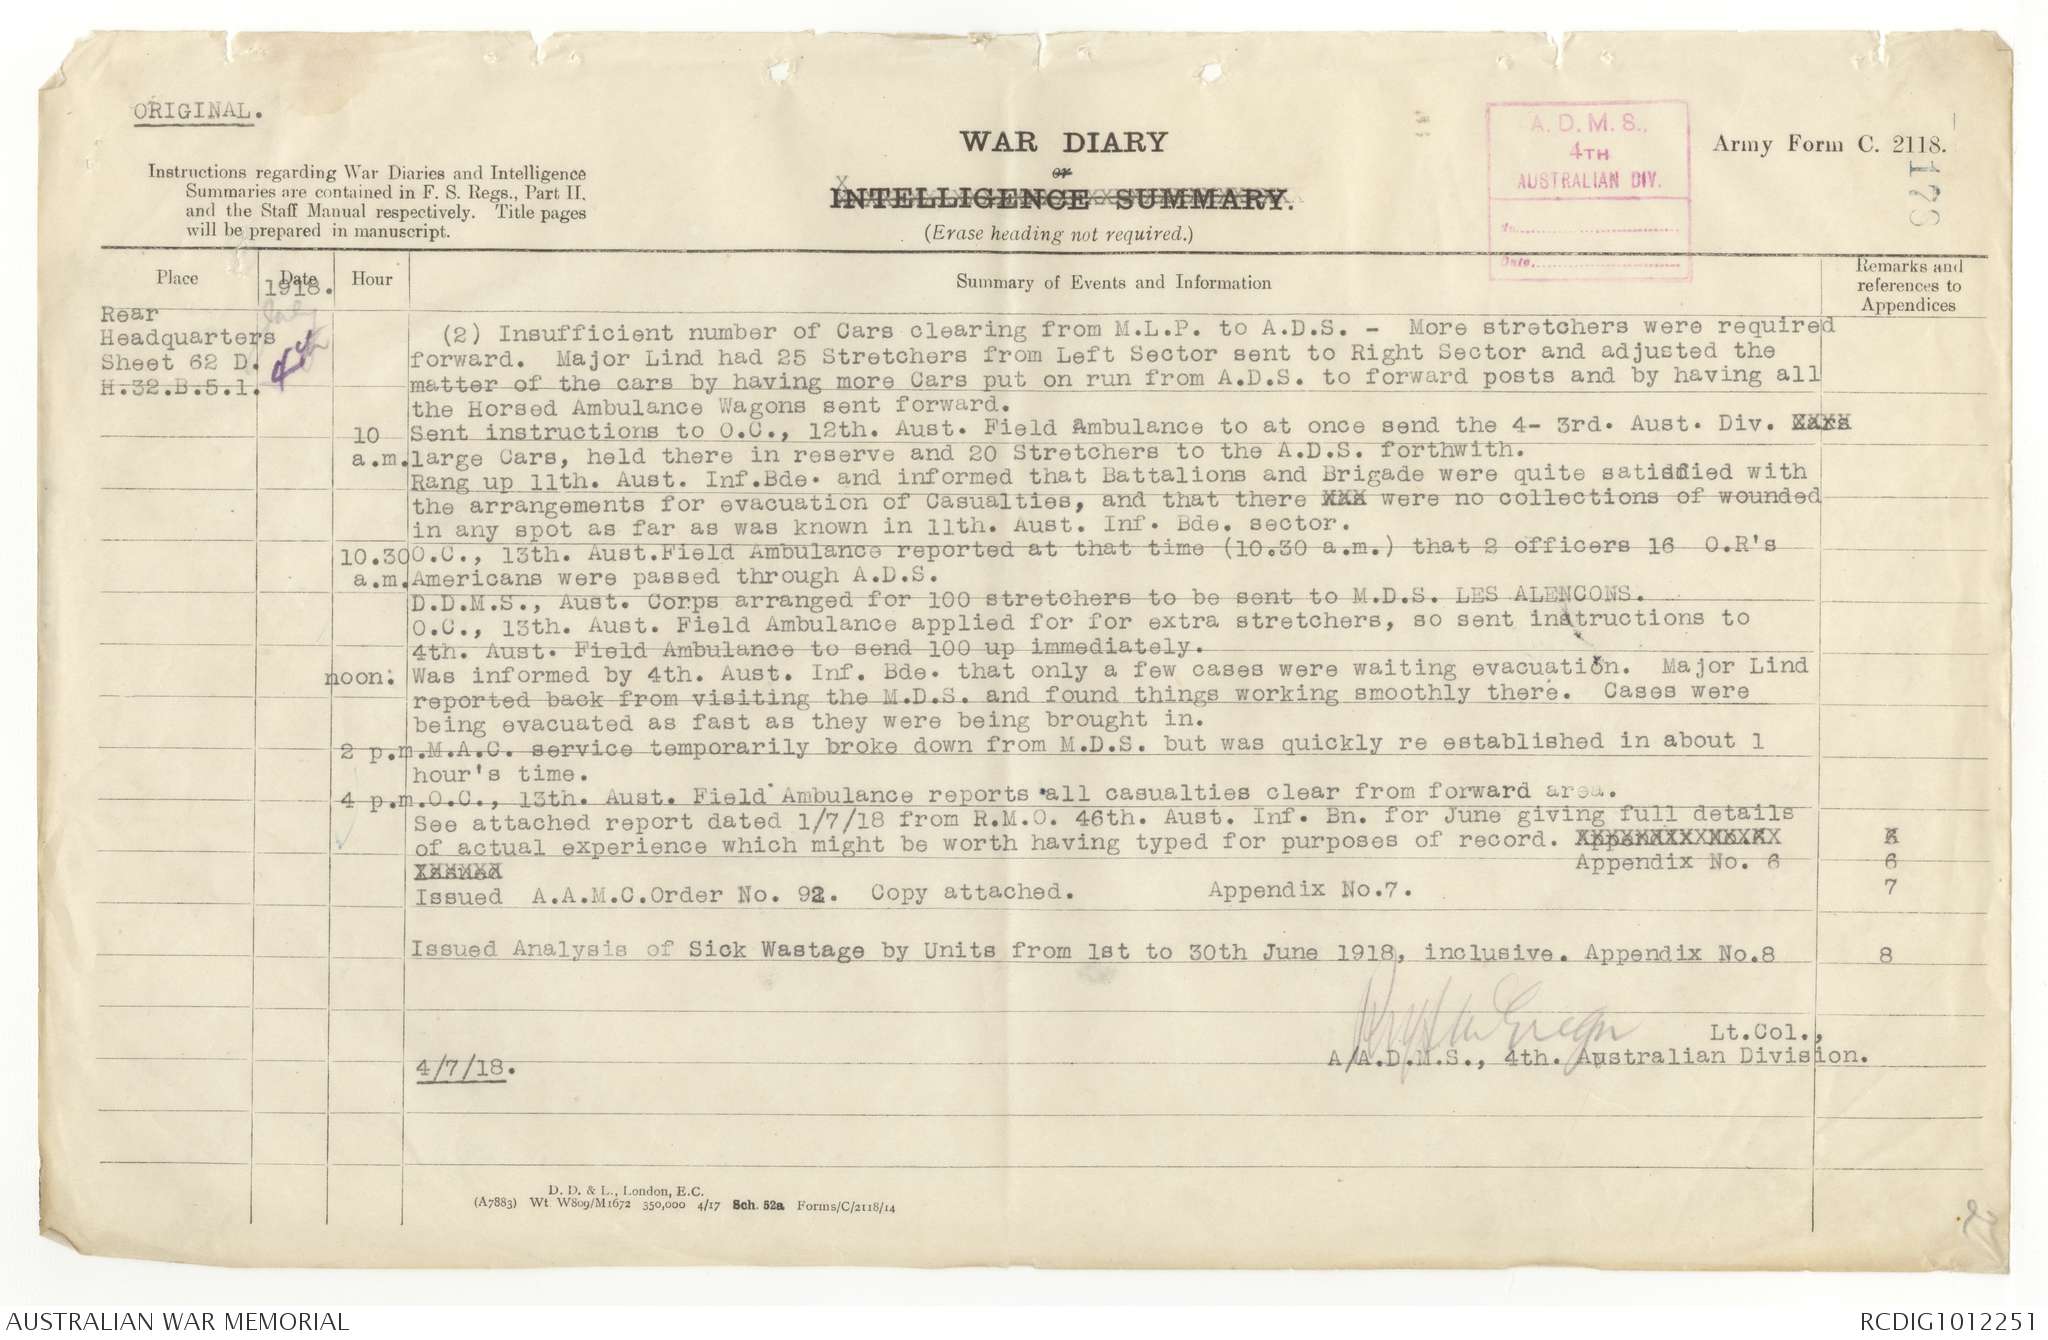 ORIGINAL.
Instructions regarding War Diaries and Intelligence
Summaries are contained in F. S. Regs., Part II,
and the Staff Manual respectively. Title pages
will be prepared in manuscript.
WAR DIARY
or
INTELLIGENCE SUMMARY.
(Erase heading not required.)
A. D. M. S.,
4TH
AUSTRALIAN DIV.
No.
Date.
Army Form C. 2118.
123
Place
Date
1918.
Hour
Summary of Events and Information
Remarks and
references to
Appendices
Rear
Headquarters
Sheet 62 D.
H.32.B.5.1.
July
4th
(2) Insufficient number of Cars clearing from M.L.P. to A.D.S. - More stretchers were required
forward. Major Lind had 25 Stretchers from Left Sector sent to Right Sector and adjusted the
matter of the cars by having more Cars put on run from A.D.S. to forward posts and by having all
the Horsed Ambulance Wagons sent forward.
10 Sent instructions to O.C., 12th. Aust. Field Ambulance to at once send the 4- 3rd. Aust. Div. XXXX
a.m. large Cars, held there in reserve and 20 Stretchers to the A.D.S. forthwith.
Rang up 11th. Aust. Inf.Bde. and informed that Battalions and Brigade were quite satisfied with
the arrangements for evacuation of Casualties, and that there XXX were no collections of wounded
in any spot as far as was known in 11th. Aust. Inf. Bde. sector.
10.30 O.C., 13th. Aust.Field Ambulance reported at that time (10.30 a.m.) that 2 officers 16 O.R's
a.m. Americans were passed through A.D.S.
D.D.M.S., Aust. Corps arranged for 100 stretchers to be sent to M.D.S. LES ALENCONS.
O.C., 13th. Aust. Field Ambulance applied for for extra stretchers, so sent instructions to
4th. Aust. Field Ambulance to send 100 up immediately.
noon: Was informed by 4th. Aust. Inf. Bde. that only a few cases were waiting evacuation. Major Lind
reported back from visiting the M.D.S. and found things working smoothly there. Cases were
being evacuated as fast as they were being brought in.
2 p.m. M.A.C. service temporarily broke down from M.D.S. but was quickly re established in about 1
hour's time.
4 p.m. O.C., 13th. Aust. Field Ambulance reports all casualties clear from forward area.
See attached report dated 1/7/18 from R.M.O. 46th. Aust. Inf. Bn. for June giving full details
of actual experience which might be worth having typed for purposes of record. XXXXXXXXXXXXXX 6
Appendix No. 6 6
XXXXXX
Issued A.A.M.C.Order No. 92. Copy attached. Appendix No.7. 7
Issued Analysis of Sick Wastage by Units from 1st to 30th June 1918, inclusive. Appendix No.8 8
Lt.Col.,
A/A.D.M.S., 4th. Australian Division.
4/7/18.
D. D. & L., London, E.C.
(A7883) Wt. W809/M1672 350,000 4/17 Sch. 52a Forms/C/2118/14
AUSTRALIAN WAR MEMORIAL
RCDIG1012251